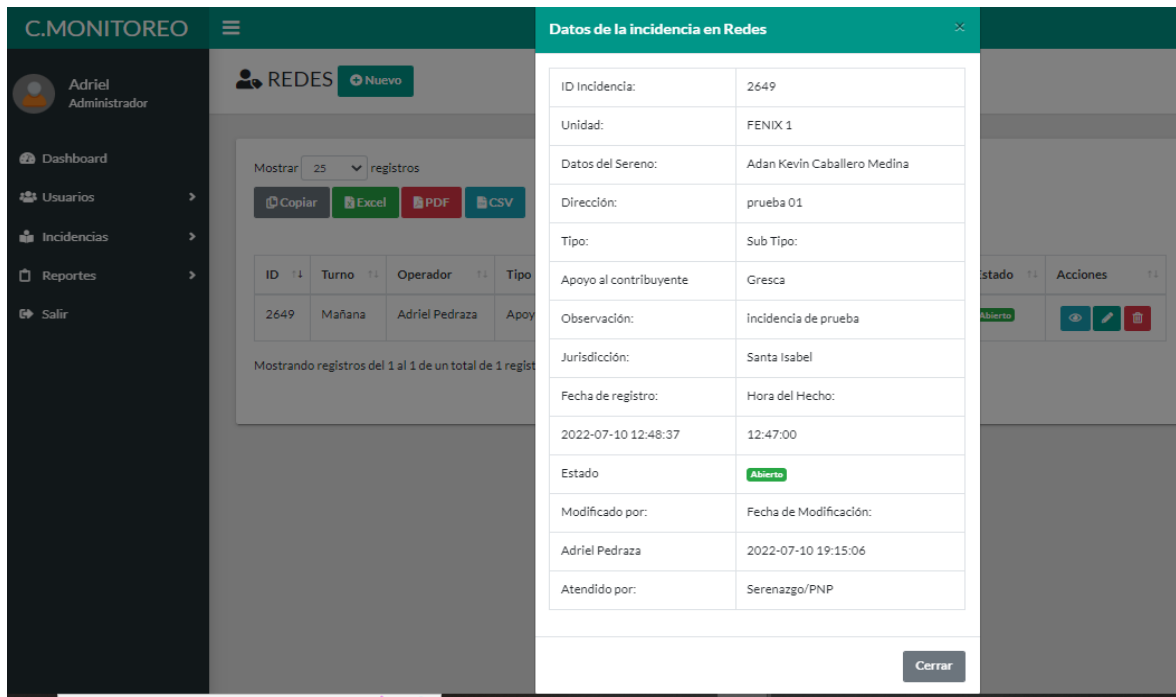 C.MONITOREO
Adriel
Administrador
Dashboard
Usuarios
Incidencias
Reportes
Salir
REDES
Nuevo
Mostrar 25 registros
Copiar Excel PDF CSV
ID Turno Operador Tipo Estado Acciones
2649 Mañana Adriel Pedraza Apoy Abierto
Mostrando registros del 1 al 1 de un total de 1 regist
Datos de la incidencia en Redes ×
ID Incidencia: 2649
Unidad: FENIX 1
Datos del Sereno: Adan Kevin Caballero Medina
Dirección: prueba 01
Tipo: Sub Tipo:
Apoyo al contribuyente Gresca
Observación: incidencia de prueba
Jurisdicción: Santa Isabel
Fecha de registro: Hora del Hecho:
2022-07-10 12:48:37 12:47:00
Estado Abierto
Modificado por: Fecha de Modificación:
Adriel Pedraza 2022-07-10 19:15:06
Atendido por: Serenazgo/PNP
Cerrar